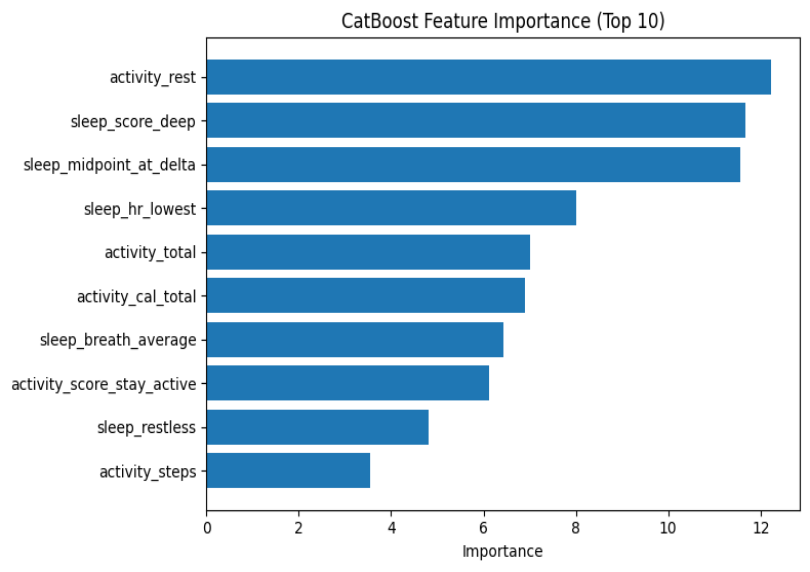 CatBoost Feature Importance (Top 10)
activity_rest
sleep_score_deep
sleep_midpoint_at_delta
sleep_hr_lowest
activity_total
activity_cal_total
sleep_breath_average
activity_score_stay_active
sleep_restless
activity_steps
0 2 4 6 8 10 12
Importance